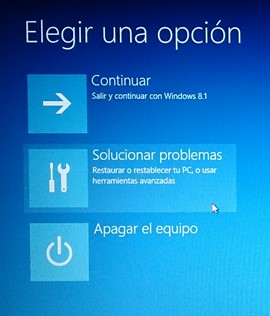 Elegir una opción
Continuar
Salir y continuar con Windows 8.1
Solucionar problemas
Restaurar o restablecer tu PC, o usar
herramientas avanzadas
Apagar el equipo